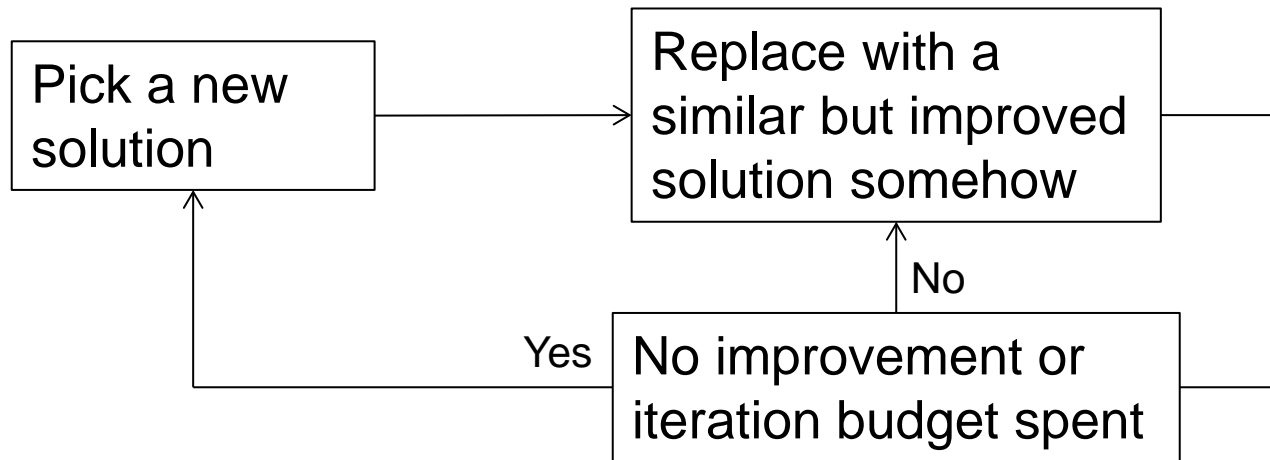 Pick a new
solution
Replace with a
similar but improved
solution somehow
No
Yes
No improvement or
iteration budget spent